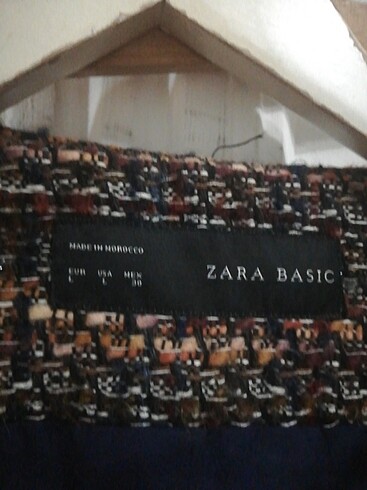 MADE IN MOROCCO
EUR USA MEX
L L 30
ZARA BASIC